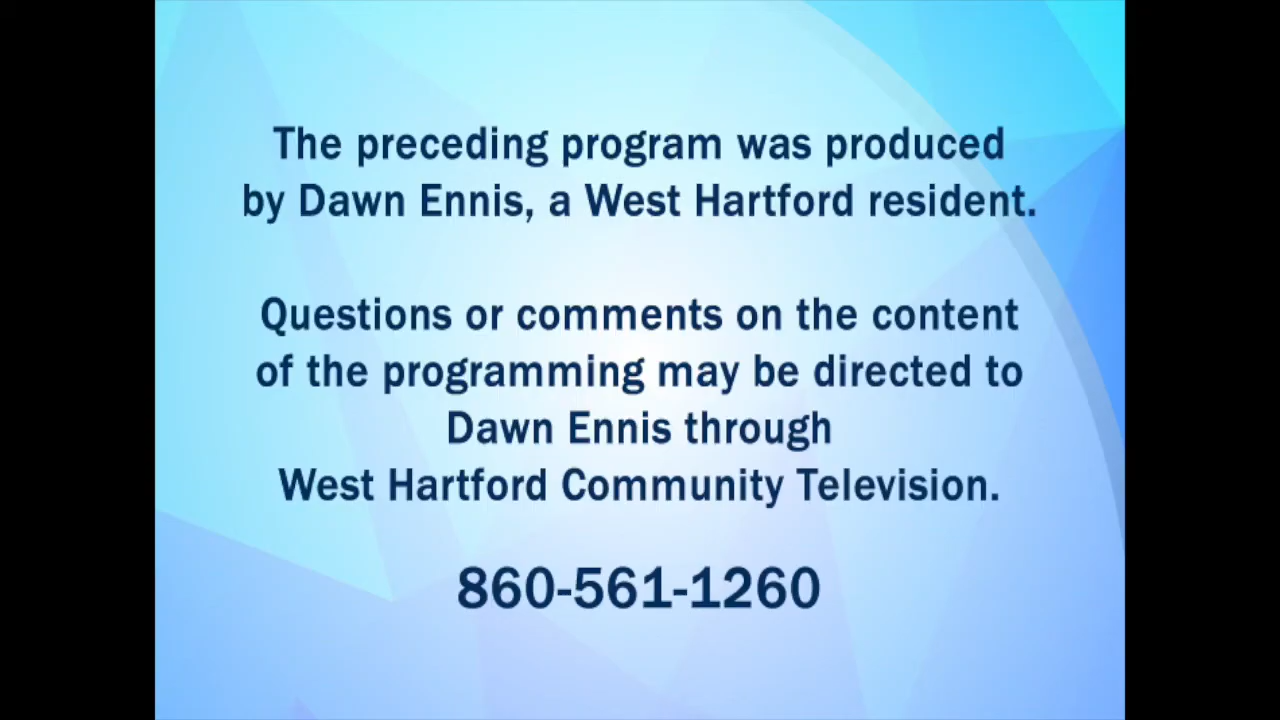 The preceding program was produced
by Dawn Ennis, a West Hartford resident.
Questions or comments on the content
of the programming may be directed to
Dawn Ennis through
West Hartford Community Television.
860-561-1260